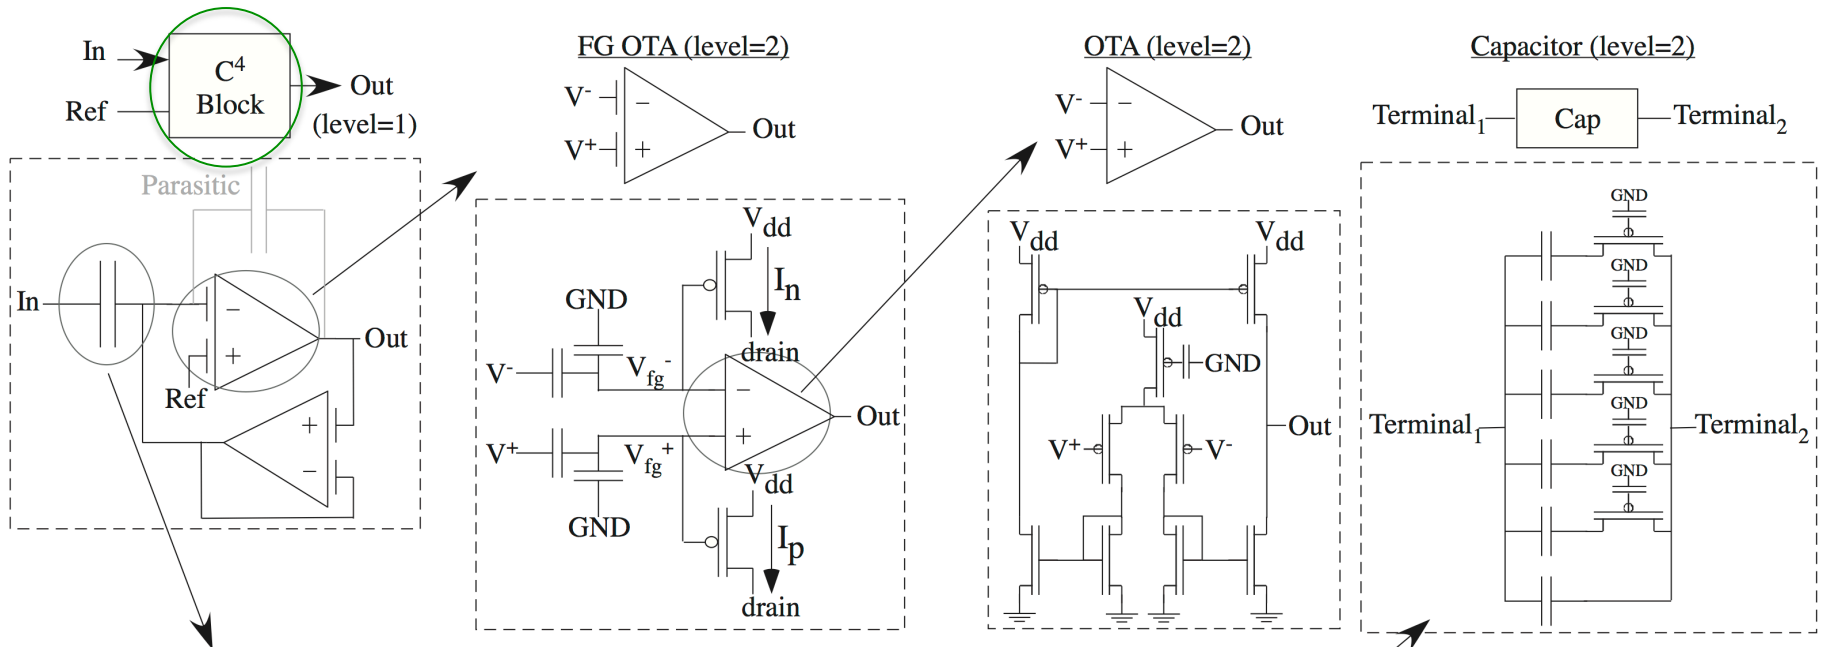 In
C⁴
Block
Ref
Out
(level=1)
Parasitic
In
−
+
Out
Ref
+
−
FG OTA (level=2)
V-
−
Out
V+
+
Vdd
In
GND
drain
V-
Vfg-
−
Out
V+
Vfg+
+
Vdd
GND
Ip
drain
OTA (level=2)
V-
−
Out
V+
+
Vdd
Vdd
Vdd
GND
V+
V-
Out
Capacitor (level=2)
Terminal1
Cap
Terminal2
GND
GND
GND
GND
GND
Terminal1
Terminal2